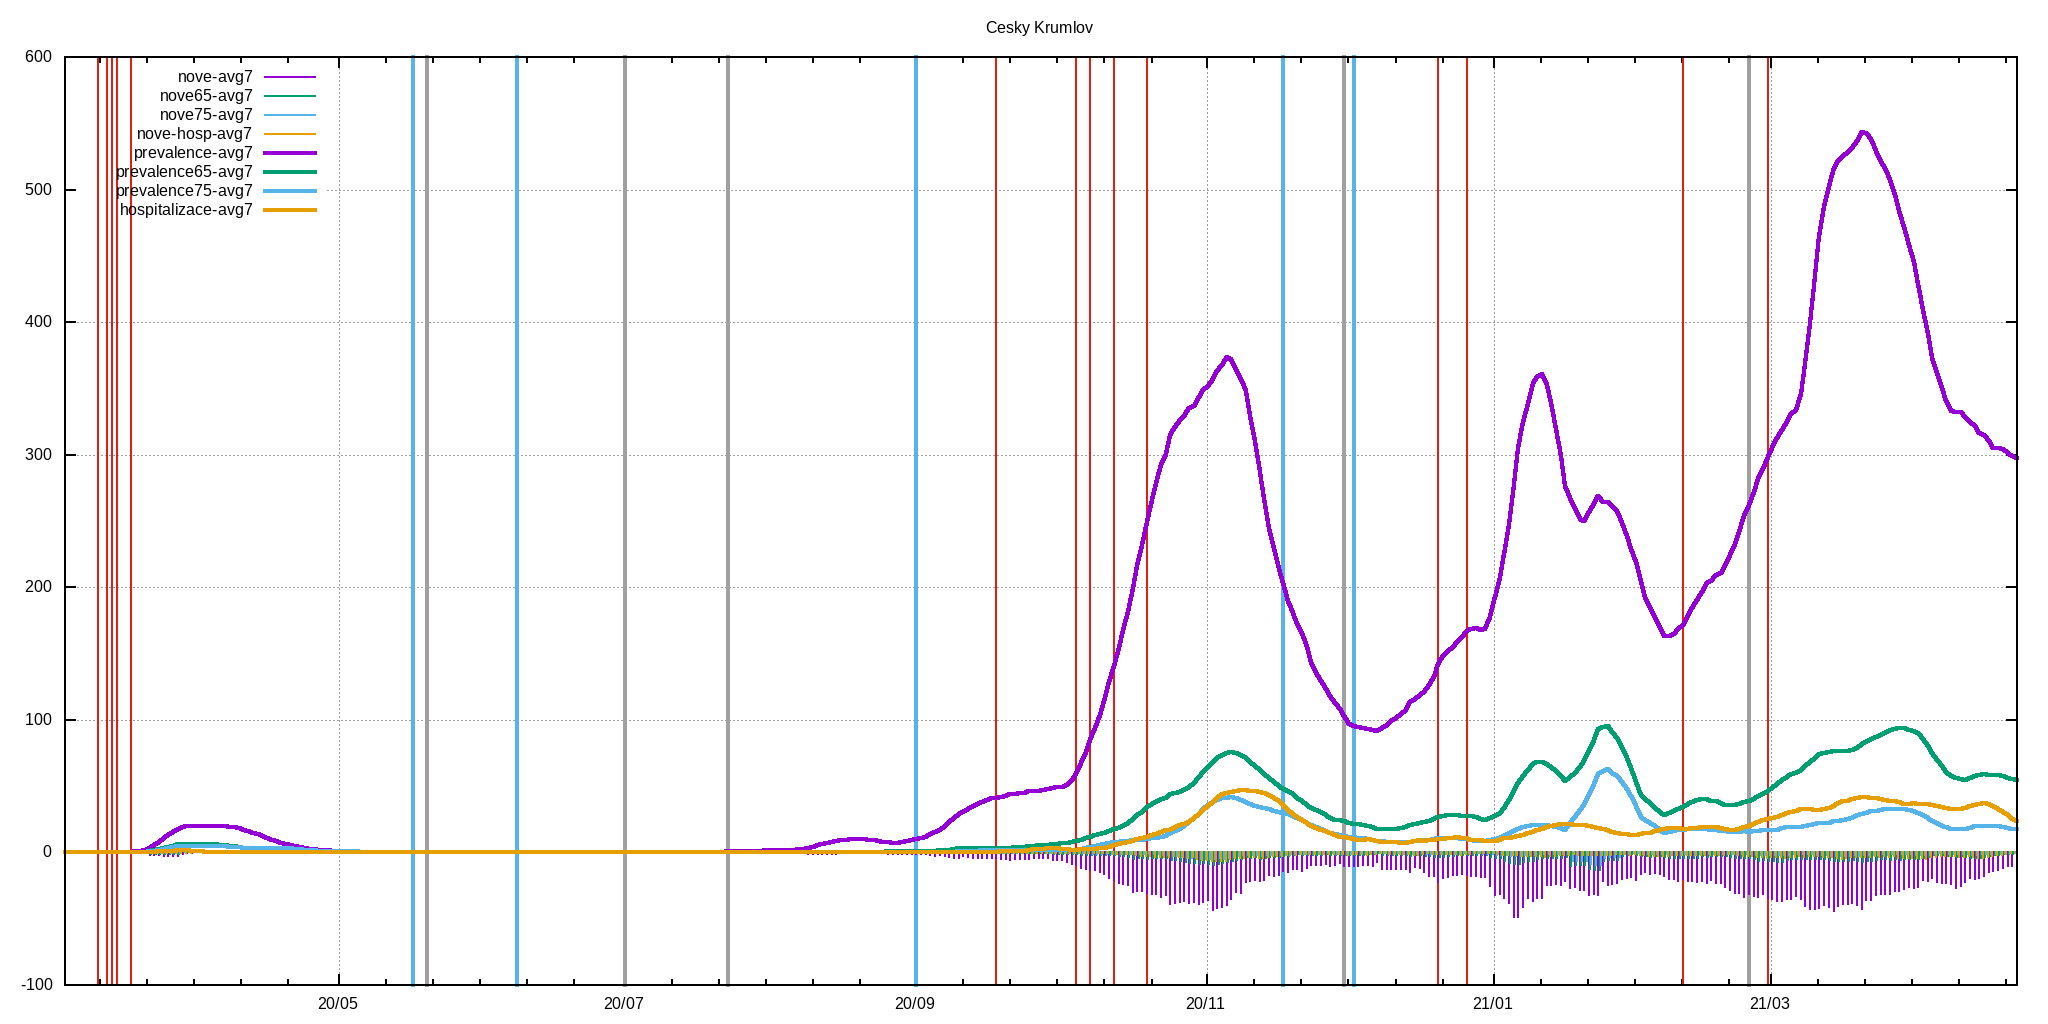 Cesky Krumlov
600
500
400
300
200
100
0
-100
nove-avg7
nove65-avg7
nove75-avg7
nove-hosp-avg7
prevalence-avg7
prevalence65-avg7
prevalence75-avg7
hospitalizace-avg7
20/05 20/07 20/09 20/11 21/01 21/03